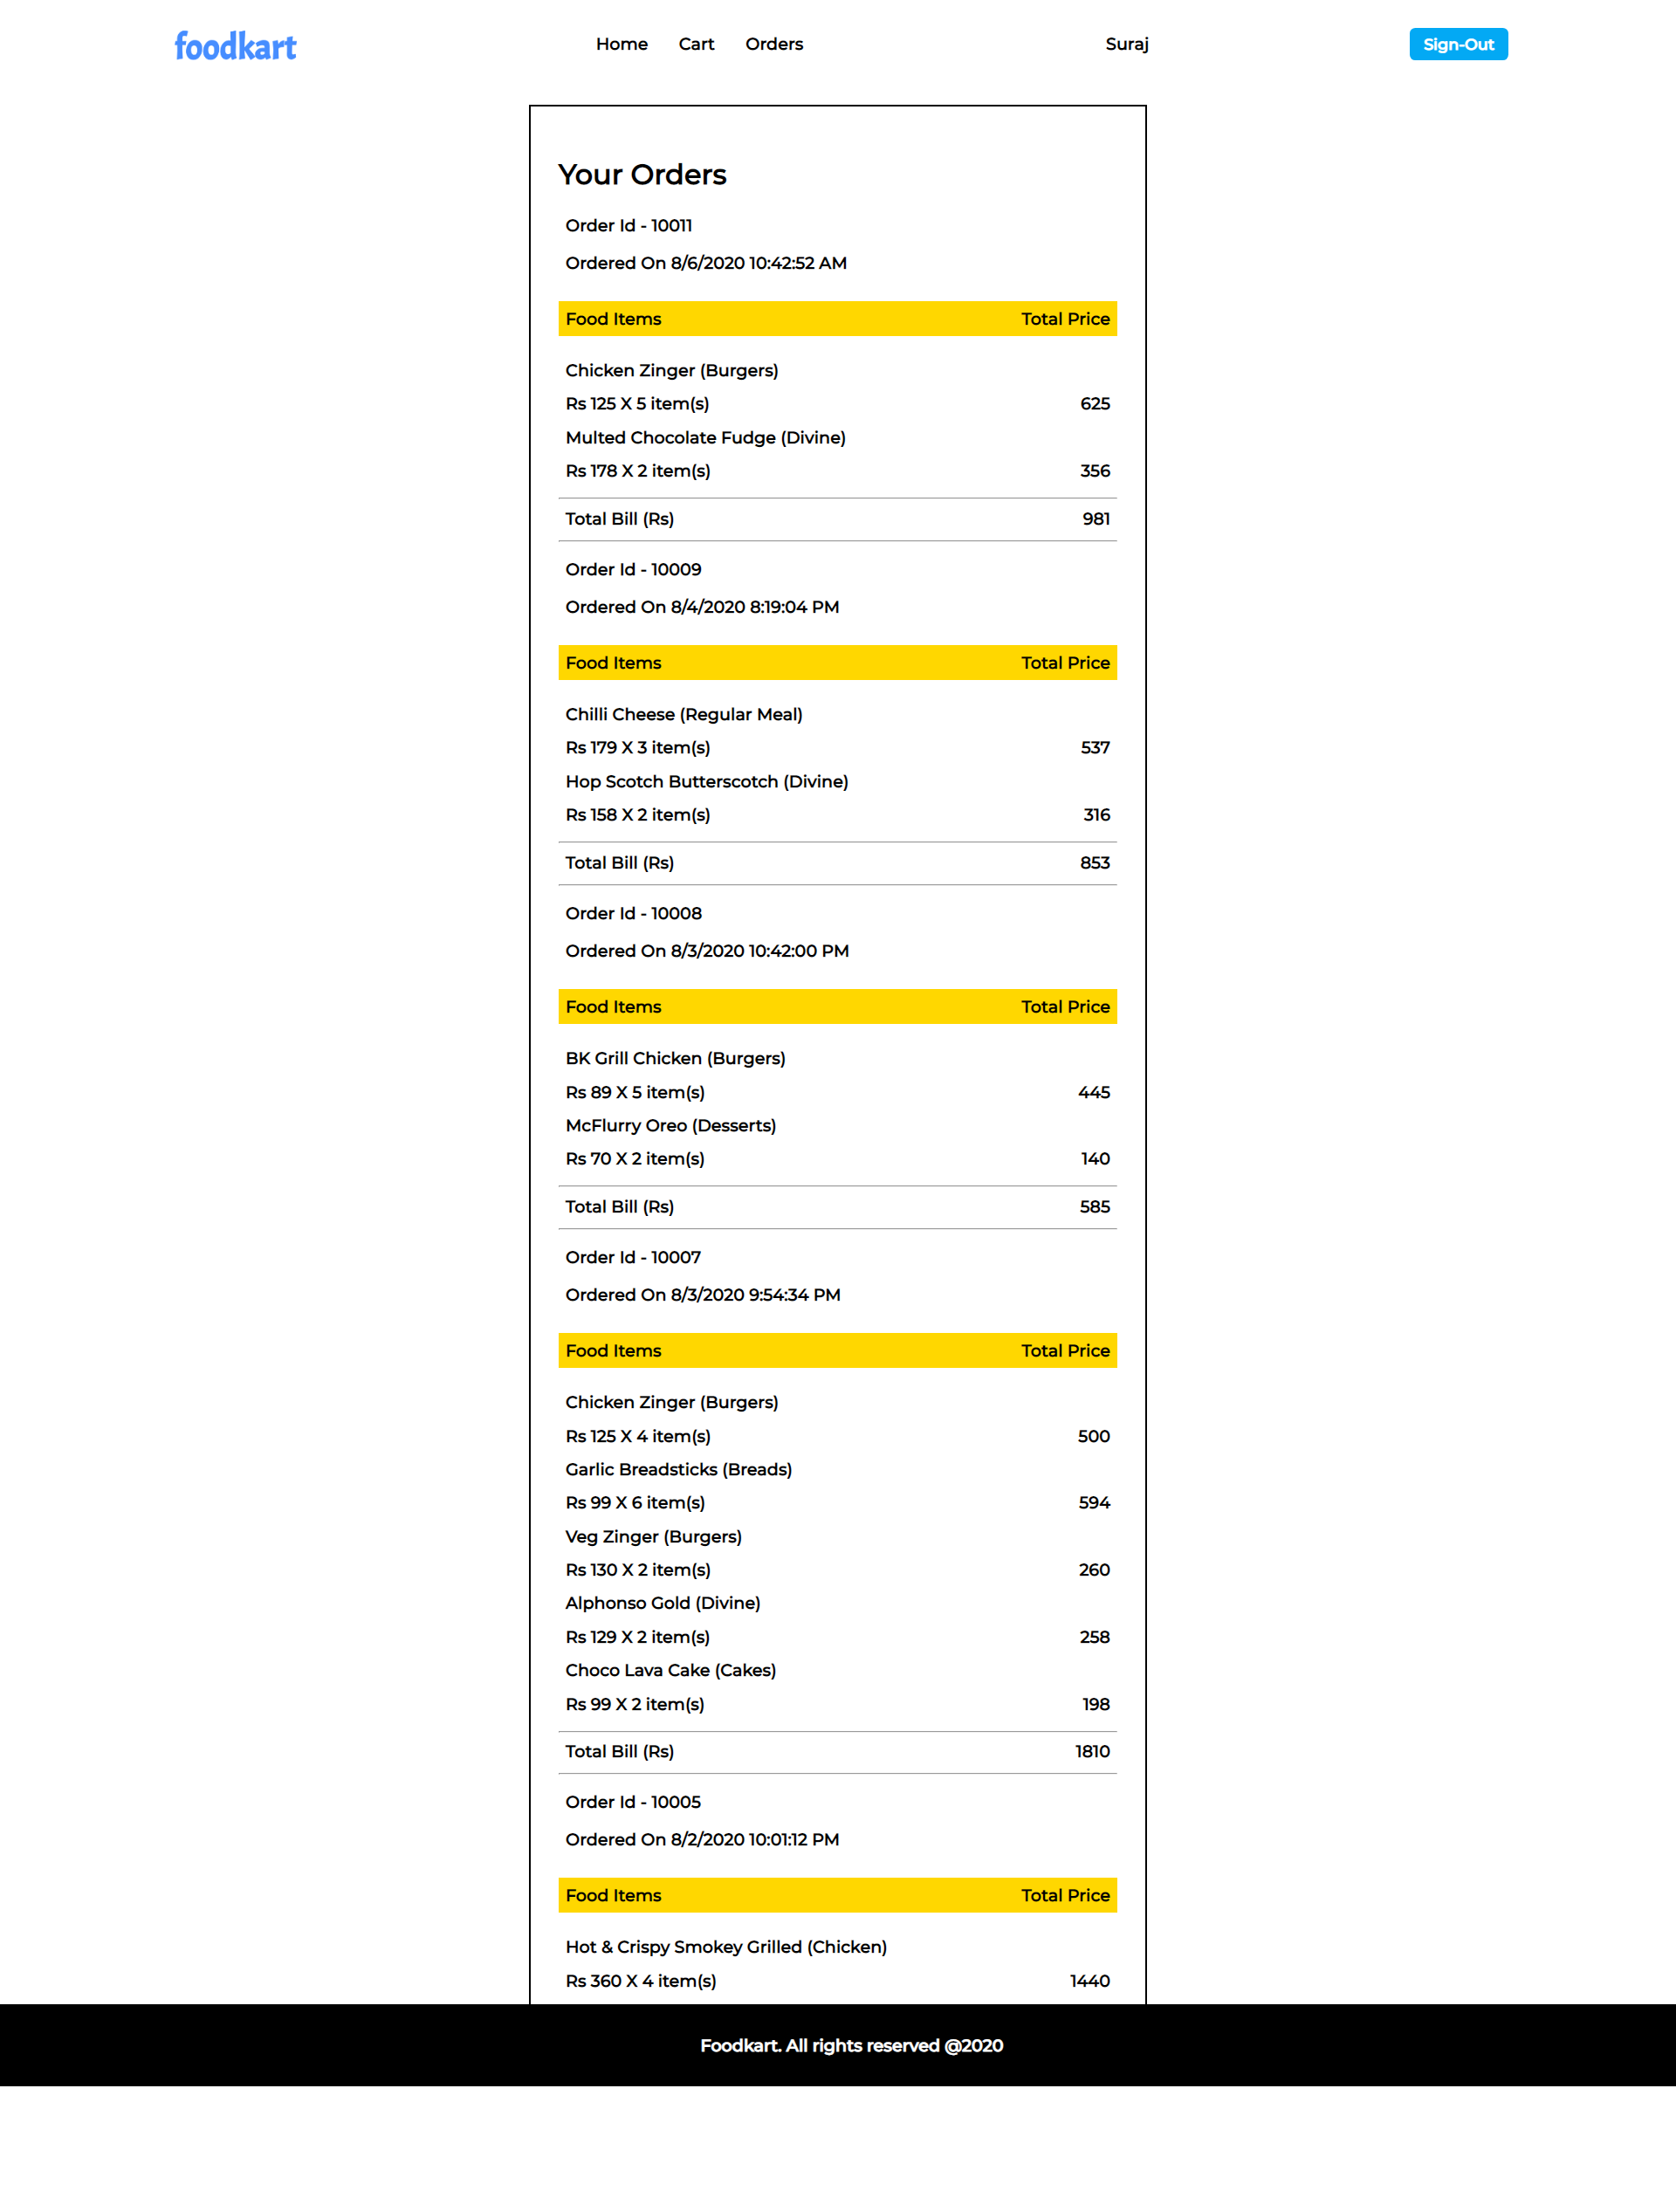 foodkart Home Cart Orders Suraj Sign-Out
Your Orders
Order Id - 10011
Ordered On 8/6/2020 10:42:52 AM
Food Items Total Price
Chicken Zinger (Burgers)
Rs 125 X 5 item(s) 625
Multed Chocolate Fudge (Divine)
Rs 178 X 2 item(s) 356
Total Bill (Rs) 981
Order Id - 10009
Ordered On 8/4/2020 8:19:04 PM
Food Items Total Price
Chilli Cheese (Regular Meal)
Rs 179 X 3 item(s) 537
Hop Scotch Butterscotch (Divine)
Rs 158 X 2 item(s) 316
Total Bill (Rs) 853
Order Id - 10008
Ordered On 8/3/2020 10:42:00 PM
Food Items Total Price
BK Grill Chicken (Burgers)
Rs 89 X 5 item(s) 445
McFlurry Oreo (Desserts)
Rs 70 X 2 item(s) 140
Total Bill (Rs) 585
Order Id - 10007
Ordered On 8/3/2020 9:54:34 PM
Food Items Total Price
Chicken Zinger (Burgers)
Rs 125 X 4 item(s) 500
Garlic Breadsticks (Breads)
Rs 99 X 6 item(s) 594
Veg Zinger (Burgers)
Rs 130 X 2 item(s) 260
Alphonso Gold (Divine)
Rs 129 X 2 item(s) 258
Choco Lava Cake (Cakes)
Rs 99 X 2 item(s) 198
Total Bill (Rs) 1810
Order Id - 10005
Ordered On 8/2/2020 10:01:12 PM
Food Items Total Price
Hot & Crispy Smokey Grilled (Chicken)
Rs 360 X 4 item(s) 1440
Foodkart. All rights reserved @2020